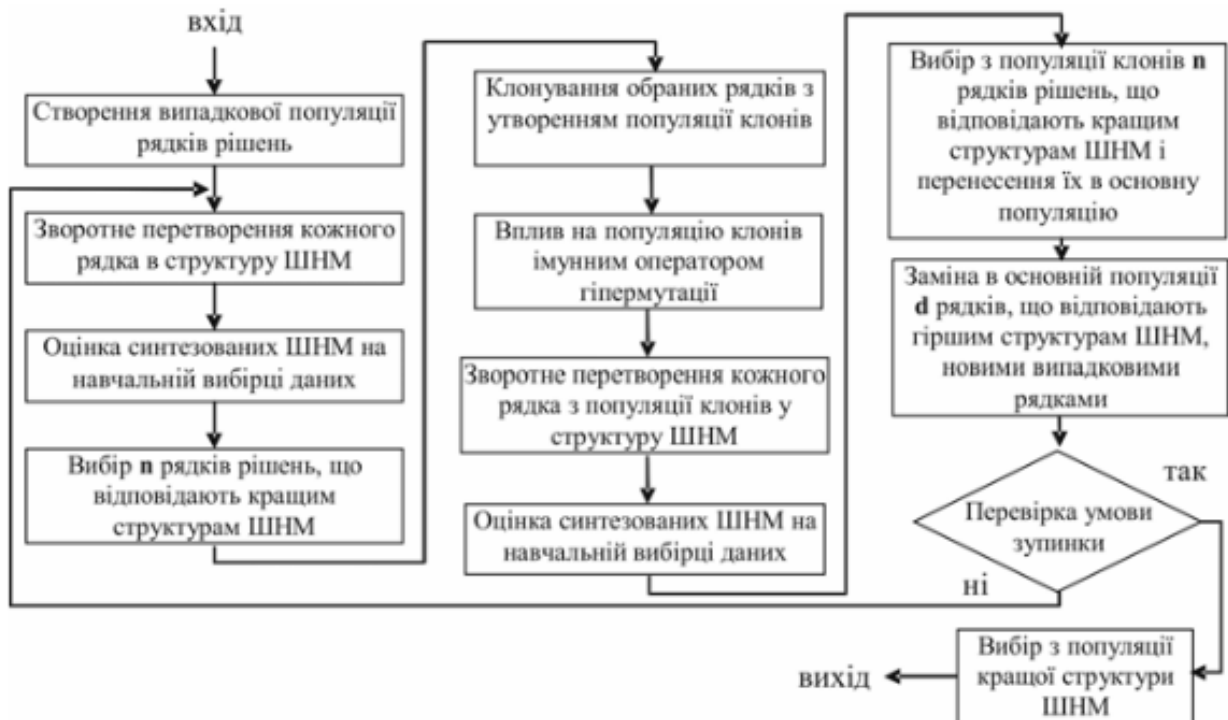 вхід
Створення випадкової популяції
рядків рішень
Зворотне перетворення кожного
рядка в структуру ШНМ
Оцінка синтезованих ШНМ на
навчальній вибірці даних
Вибір n рядків рішень, що
відповідають кращим
структурам ШНМ
Клонування обраних рядків з
утворенням популяції клонів
Вплив на популяцію клонів
імунним оператором
гіпермутації
Зворотне перетворення кожного
рядка з популяції клонів у
структуру ШНМ
Оцінка синтезованих ШНМ на
навчальній вибірці даних
Вибір з популяції клонів n
рядків рішень, що
відповідають кращим
структурам ШНМ і
перенесення їх в основну
популяцію
Заміна в основній популяції
d рядків, що відповідають
гіршим структурам ШНМ,
новими випадковими
рядками
так
Перевірка умови
зупинки
ні
Вибір з популяції
кращої структури
ШНМ
вихід